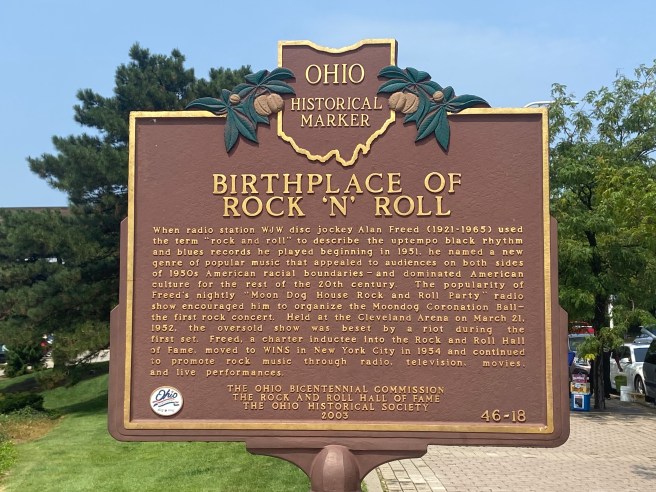 OHIO
HISTORICAL
MARKER
BIRTHPLACE OF
ROCK 'N' ROLL
When radio station WJW disc jockey Alan Freed (1921-1965) used
the term "rock and roll" to describe the uptempo black rhythm
and blues records he played beginning in 1951, he named a new
genre of popular music that appealed to audiences on both sides
of 1950s American racial boundaries—and dominated American
culture for the rest of the 20th century. The popularity of
Freed's nightly "Moon Dog House Rock and Roll Party" radio
show encouraged him to organize the Moondog Coronation Ball—
the first rock concert. Held at the Cleveland Arena on March 21,
1952, the oversold show was beset by a riot during the
first set. Freed, a charter inductee into the Rock and Roll Hall
of Fame, moved to WINS in New York City in 1954 and continued
to promote rock music through radio, television, movies,
and live performances.
THE OHIO BICENTENNIAL COMMISSION
THE ROCK AND ROLL HALL OF FAME
THE OHIO HISTORICAL SOCIETY
2003
46-18
Ohio